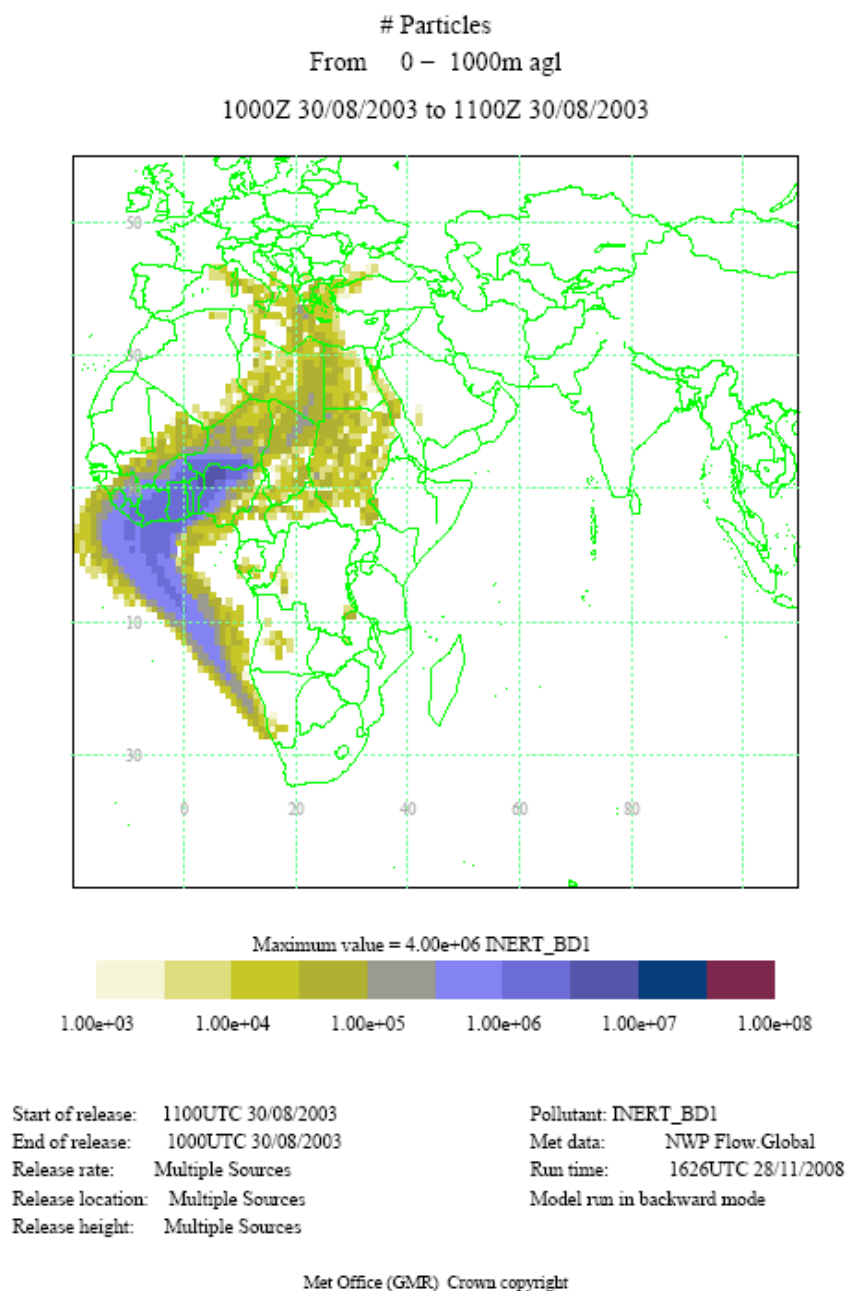 # Particles
From 0 – 1000m agl
1000Z 30/08/2003 to 1100Z 30/08/2003
50
30
10
10
30
0 20 40 60 80
Maximum value = 4.00e+06 INERT_BD1
1.00e+03 1.00e+04 1.00e+05 1.00e+06 1.00e+07 1.00e+08
Start of release: 1100UTC 30/08/2003
End of release: 1000UTC 30/08/2003
Release rate: Multiple Sources
Release location: Multiple Sources
Release height: Multiple Sources
Pollutant: INERT_BD1
Met data: NWP Flow.Global
Run time: 1626UTC 28/11/2008
Model run in backward mode
Met Office (GMR) Crown copyright